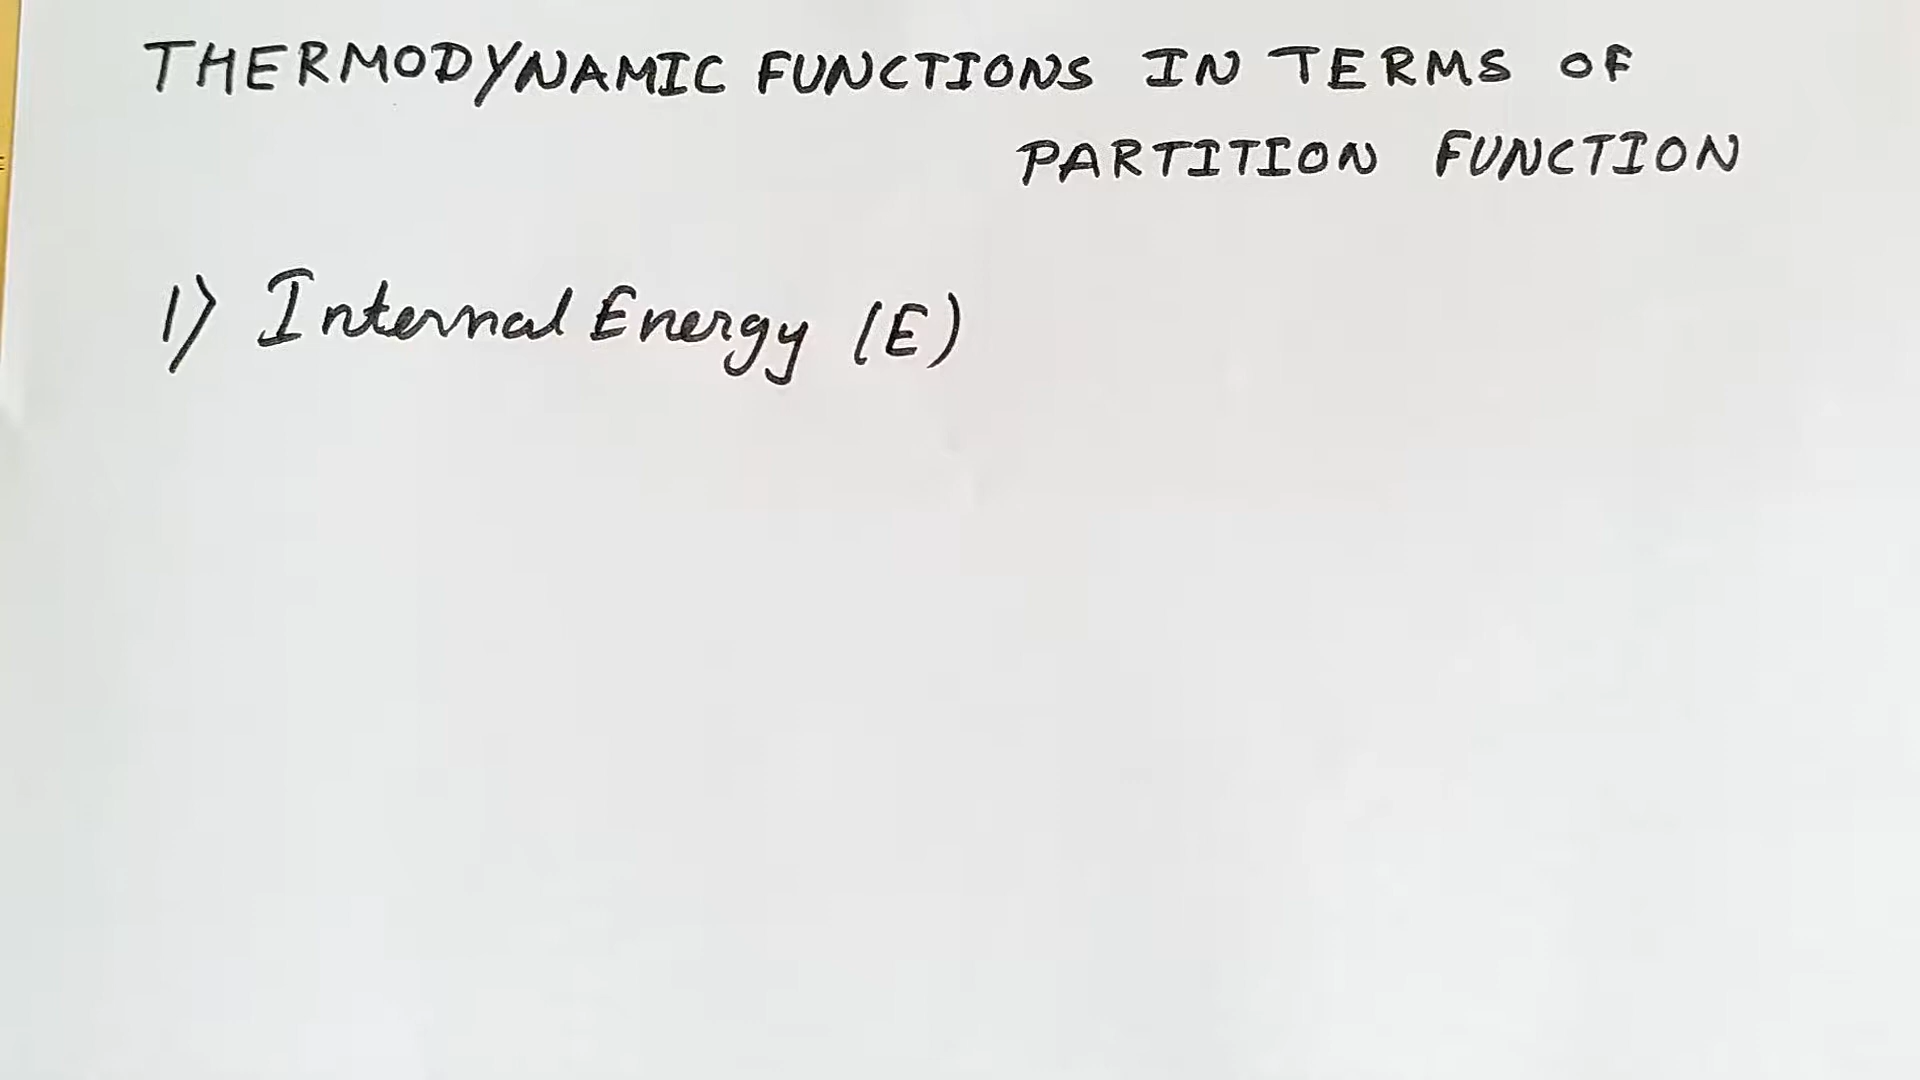 THERMODYNAMIC FUNCTIONS IN TERMS OF
PARTITION FUNCTION
1) Internal Energy (E)